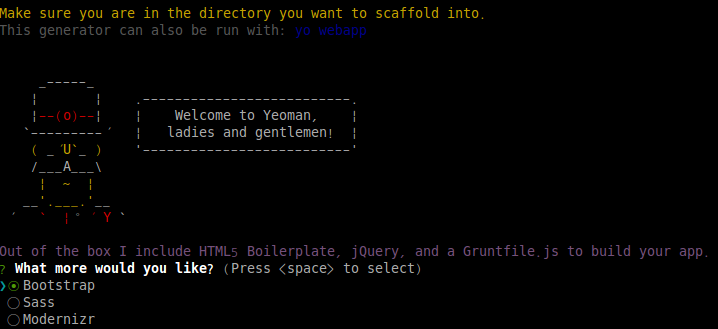 Make sure you are in the directory you want to scaffold into.
This generator can also be run with: yo webapp
     _-----_
    |       |    .--------------------------.
    |--(o)--|    |    Welcome to Yeoman,    |
   `---------´   |   ladies and gentlemen!  |
    ( _´U`_ )    '--------------------------'
    /___A___\
     |  ~  |
   __'.___.'__
 ´   `  |° ´ Y `
Out of the box I include HTML5 Boilerplate, jQuery, and a Gruntfile.js to build your app.
? What more would you like? (Press <space> to select)
❯◉ Bootstrap
 ◯ Sass
 ◯ Modernizr